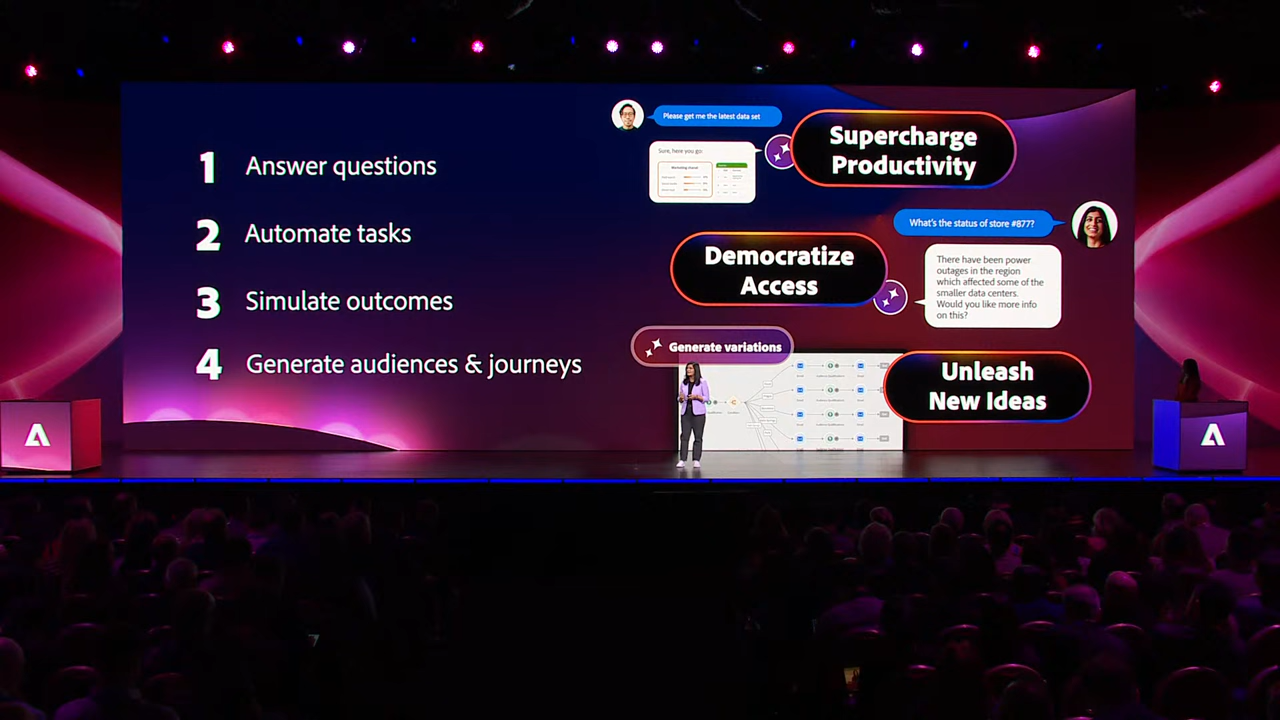 1 Answer questions
2 Automate tasks
3 Simulate outcomes
4 Generate audiences & journeys
Please get me the latest data set
Sure, here you go:
Supercharge
Productivity
What's the status of store #877?
Democratize
Access
There have been power
outages in the region
which affected some of the
smaller data centers.
Would you like more info
on this?
Generate variations
Unleash
New Ideas